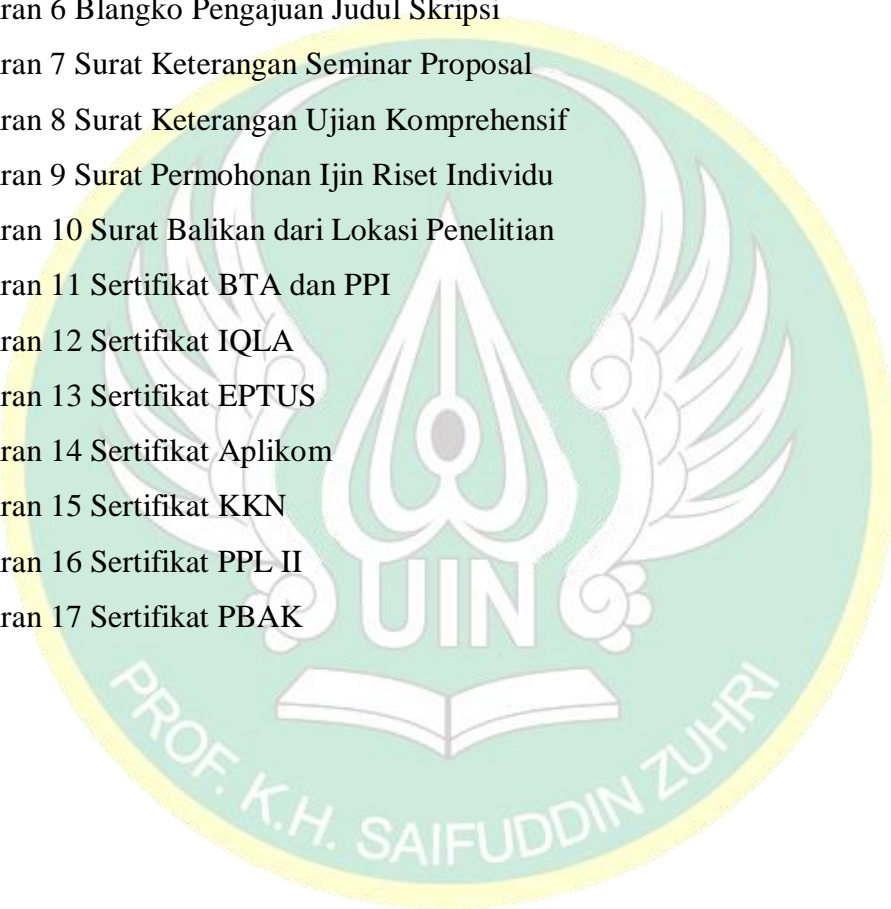 ran 6 Blangko Pengajuan Judul Skripsi
ran 7 Surat Keterangan Seminar Proposal
ran 8 Surat Keterangan Ujian Komprehensif
ran 9 Surat Permohonan Ijin Riset Individu
ran 10 Surat Balikan dari Lokasi Penelitian
ran 11 Sertifikat BTA dan PPI
ran 12 Sertifikat IQLA
ran 13 Sertifikat EPTUS
ran 14 Sertifikat Aplikom
ran 15 Sertifikat KKN
ran 16 Sertifikat PPL II
ran 17 Sertifikat PBAK
UIN
PROF. K.H. SAIFUDDIN ZUHRI